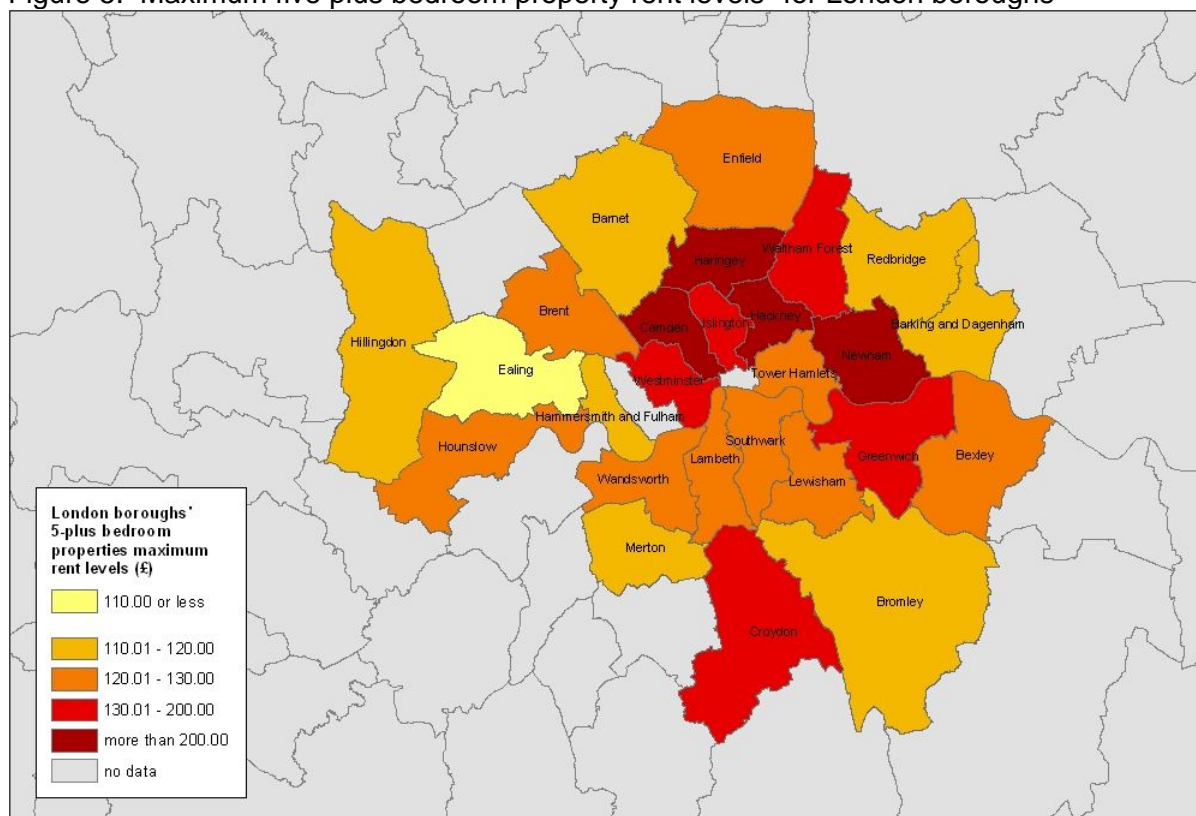 Figure 5: Maximum five plus bedroom property rent levels for London boroughs
Enfield
Barnet
Haringey
Waltham Forest
Redbridge
Brent
Camden
Islington
Hackney
Barking and Dagenham
Hillingdon
Newham
Ealing
Westminster
Tower Hamlets
Hammersmith and Fulham
Hounslow
Southwark
Lambeth
Greenwich
Bexley
Wandsworth
Lewisham
Merton
Bromley
Croydon
London boroughs'
5-plus bedroom
properties maximum
rent levels (£)
110.00 or less
110.01 - 120.00
120.01 - 130.00
130.01 - 200.00
more than 200.00
no data